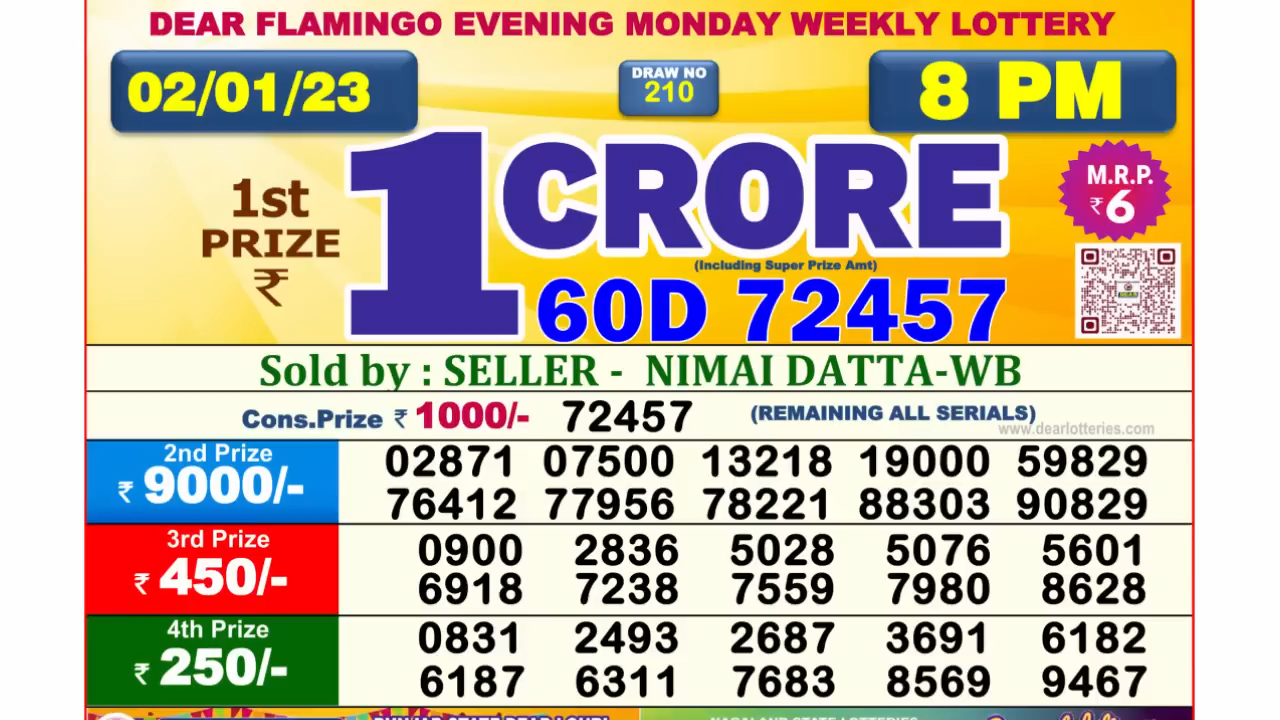 DEAR FLAMINGO EVENING MONDAY WEEKLY LOTTERY
02/01/23
DRAW NO
210
8 PM
1st
PRIZE
₹
1 CRORE
(Including Super Prize Amt)
60D 72457
M.R.P.
₹ 6
Sold by : SELLER - NIMAI DATTA-WB
Cons.Prize ₹ 1000/- 72457 (REMAINING ALL SERIALS)
www.dearlotteries.com
2nd Prize
₹ 9000/-
02871 07500 13218 19000 59829
76412 77956 78221 88303 90829
3rd Prize
₹ 450/-
0900 2836 5028 5076 5601
6918 7238 7559 7980 8628
4th Prize
₹ 250/-
0831 2493 2687 3691 6182
6187 6311 7683 8569 9467